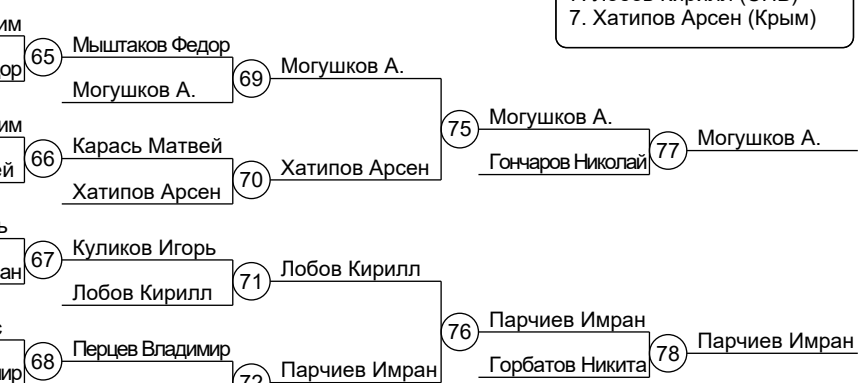 7. Хатипов Арсен (Крым)
65
Мыштаков Федор
Могушков А.
69
Могушков А.
66
Карась Матвей
Хатипов Арсен
70
Хатипов Арсен
75
Могушков А.
Гончаров Николай
77
Могушков А.
67
Куликов Игорь
Лобов Кирилл
71
Лобов Кирилл
68
Перцев Владимир
72
Парчиев Имран
76
Парчиев Имран
Горбатов Никита
78
Парчиев Имран